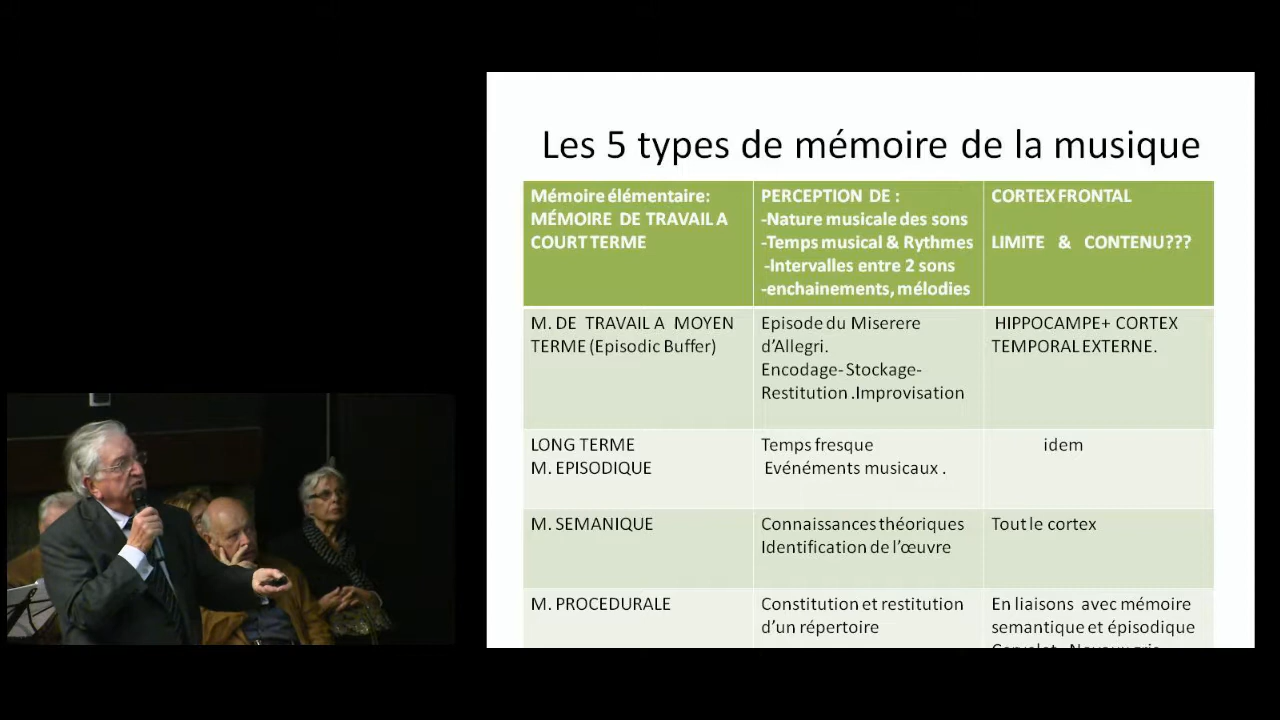 Les 5 types de mémoire de la musique
Mémoire élémentaire:
MÉMOIRE DE TRAVAIL A
COURT TERME
PERCEPTION DE :
-Nature musicale des sons
-Temps musical & Rythmes
-Intervalles entre 2 sons
-enchainements, mélodies
CORTEX FRONTAL
LIMITE & CONTENU???
M. DE TRAVAIL A MOYEN
TERME (Episodic Buffer)
Episode du Miserere
d’Allegri.
Encodage- Stockage-
Restitution .Improvisation
HIPPOCAMPE+ CORTEX
TEMPORAL EXTERNE.
LONG TERME
M. EPISODIQUE
Temps fresque
Evénéments musicaux .
idem
M. SEMANIQUE
Connaissances théoriques
Identification de l’œuvre
Tout le cortex
M. PROCEDURALE
Constitution et restitution
d’un répertoire
En liaisons avec mémoire
semantique et épisodique